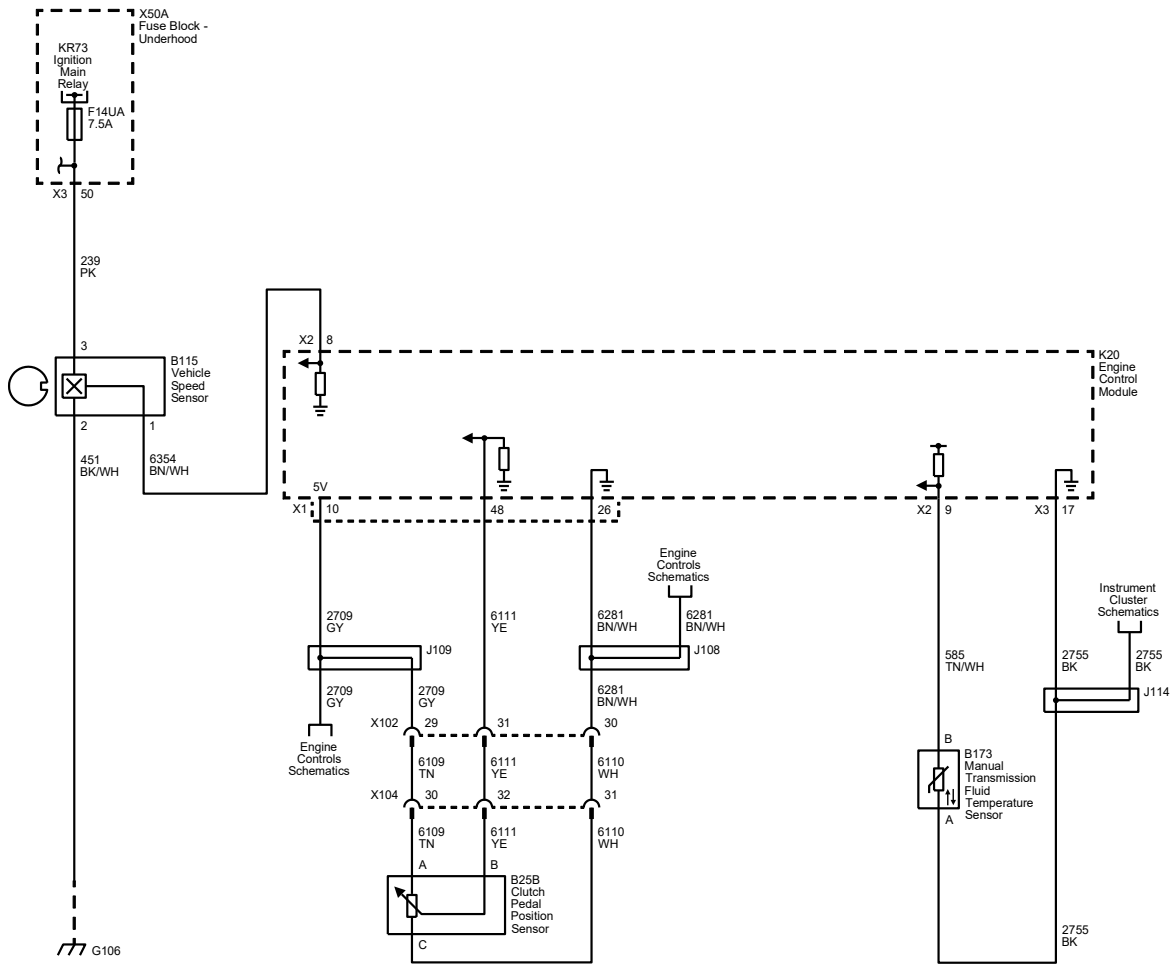 X50A
Fuse Block -
Underhood
KR73
Ignition
Main
Relay
F14UA
7.5A
X3 50
239
PK
3
B115
Vehicle
Speed
Sensor
2 1
451
BK/WH
6354
BN/WH
X2 8
K20
Engine
Control
Module
5V
X1 10 48 26
X2 9
X3 17
Engine
Controls
Schematics
Instrument
Cluster
Schematics
2709
GY
6111
YE
6281
BN/WH
6281
BN/WH
J109
J108
585
TN/WH
2755
BK
2755
BK
J114
2709
GY
2709
GY
6281
BN/WH
X102 29 31 30
Engine
Controls
Schematics
6109
TN
6111
YE
6110
WH
X104 30 32 31
6109
TN
6111
YE
6110
WH
B
B173
Manual
Transmission
Fluid
Temperature
Sensor
A
A B
B25B
Clutch
Pedal
Position
Sensor
C
2755
BK
G106